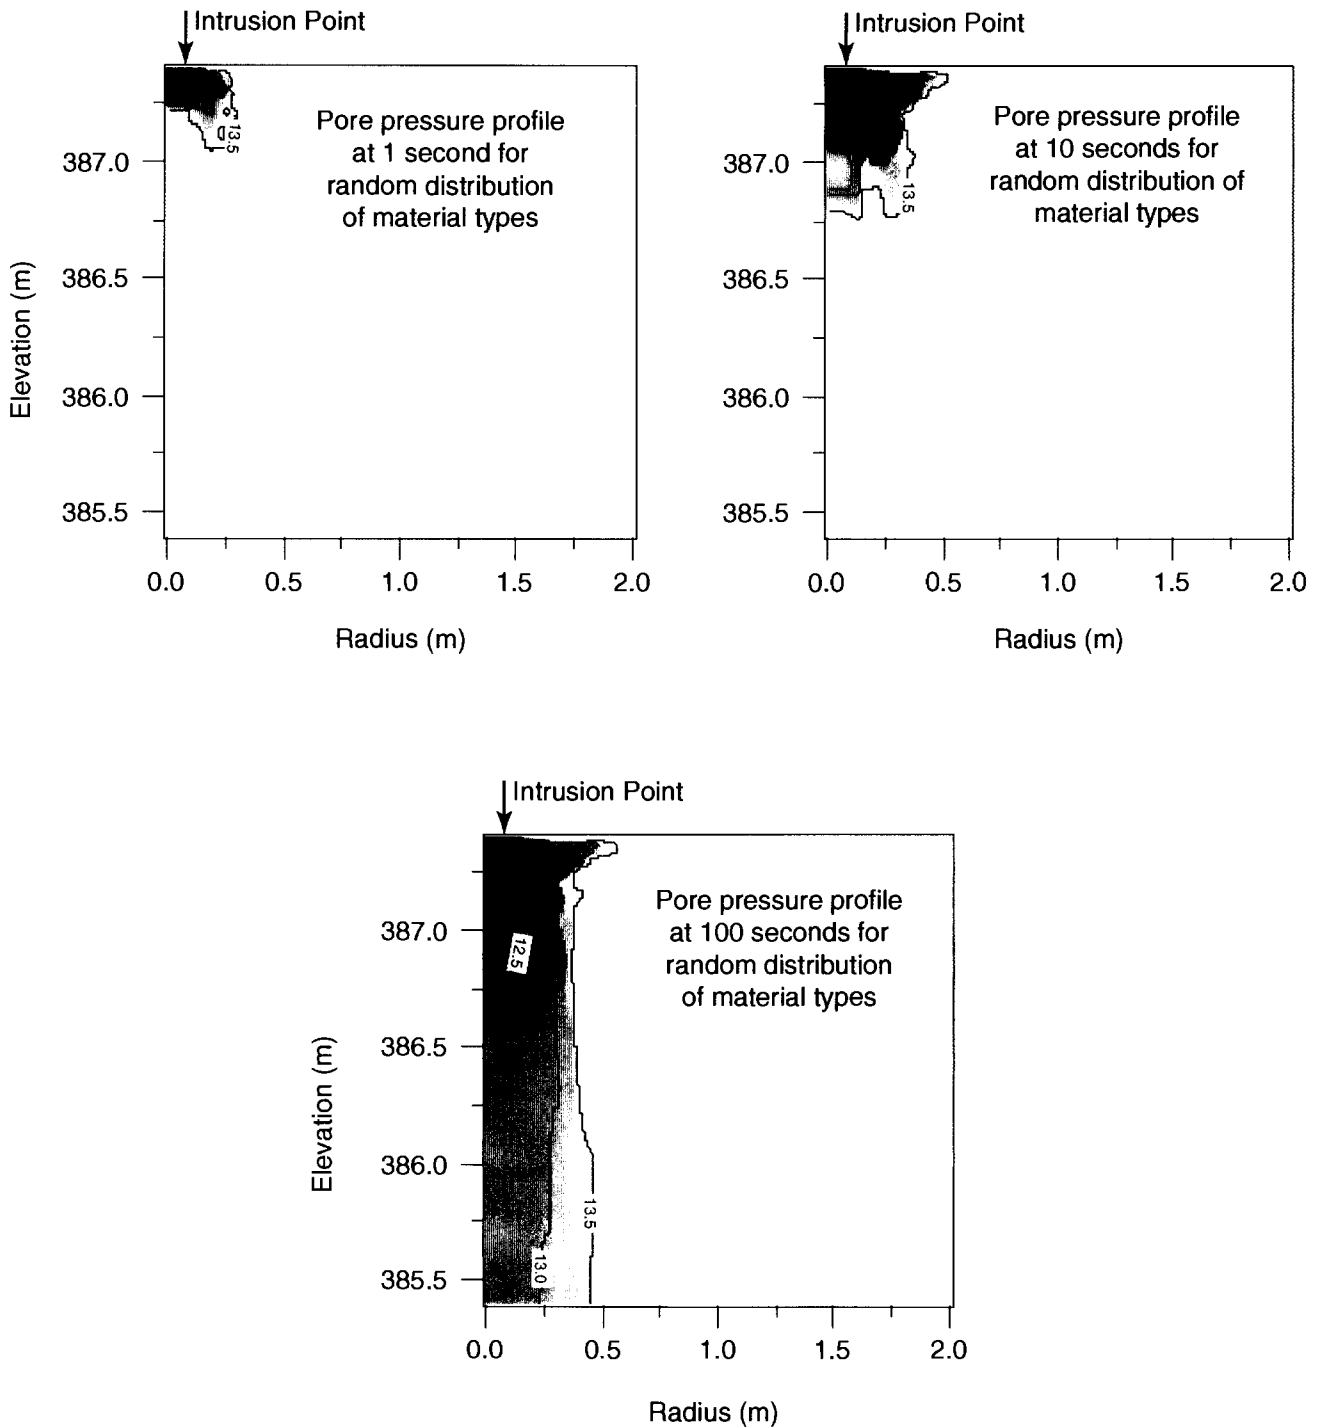 Intrusion Point
Pore pressure profile
at 1 second for
random distribution
of material types
13.5
387.0
386.5
386.0
385.5
Elevation (m)
0.0 0.5 1.0 1.5 2.0
Radius (m)
Intrusion Point
Pore pressure profile
at 10 seconds for
random distribution of
material types
13.5
387.0
386.5
386.0
385.5
0.0 0.5 1.0 1.5 2.0
Radius (m)
Intrusion Point
Pore pressure profile
at 100 seconds for
random distribution
of material types
12.5
13.5
13.0
387.0
386.5
386.0
385.5
Elevation (m)
0.0 0.5 1.0 1.5 2.0
Radius (m)